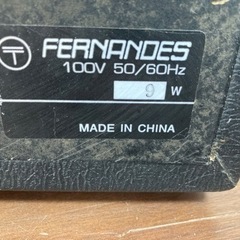 FERNANDES
100V 50/60Hz
9 W
MADE IN CHINA